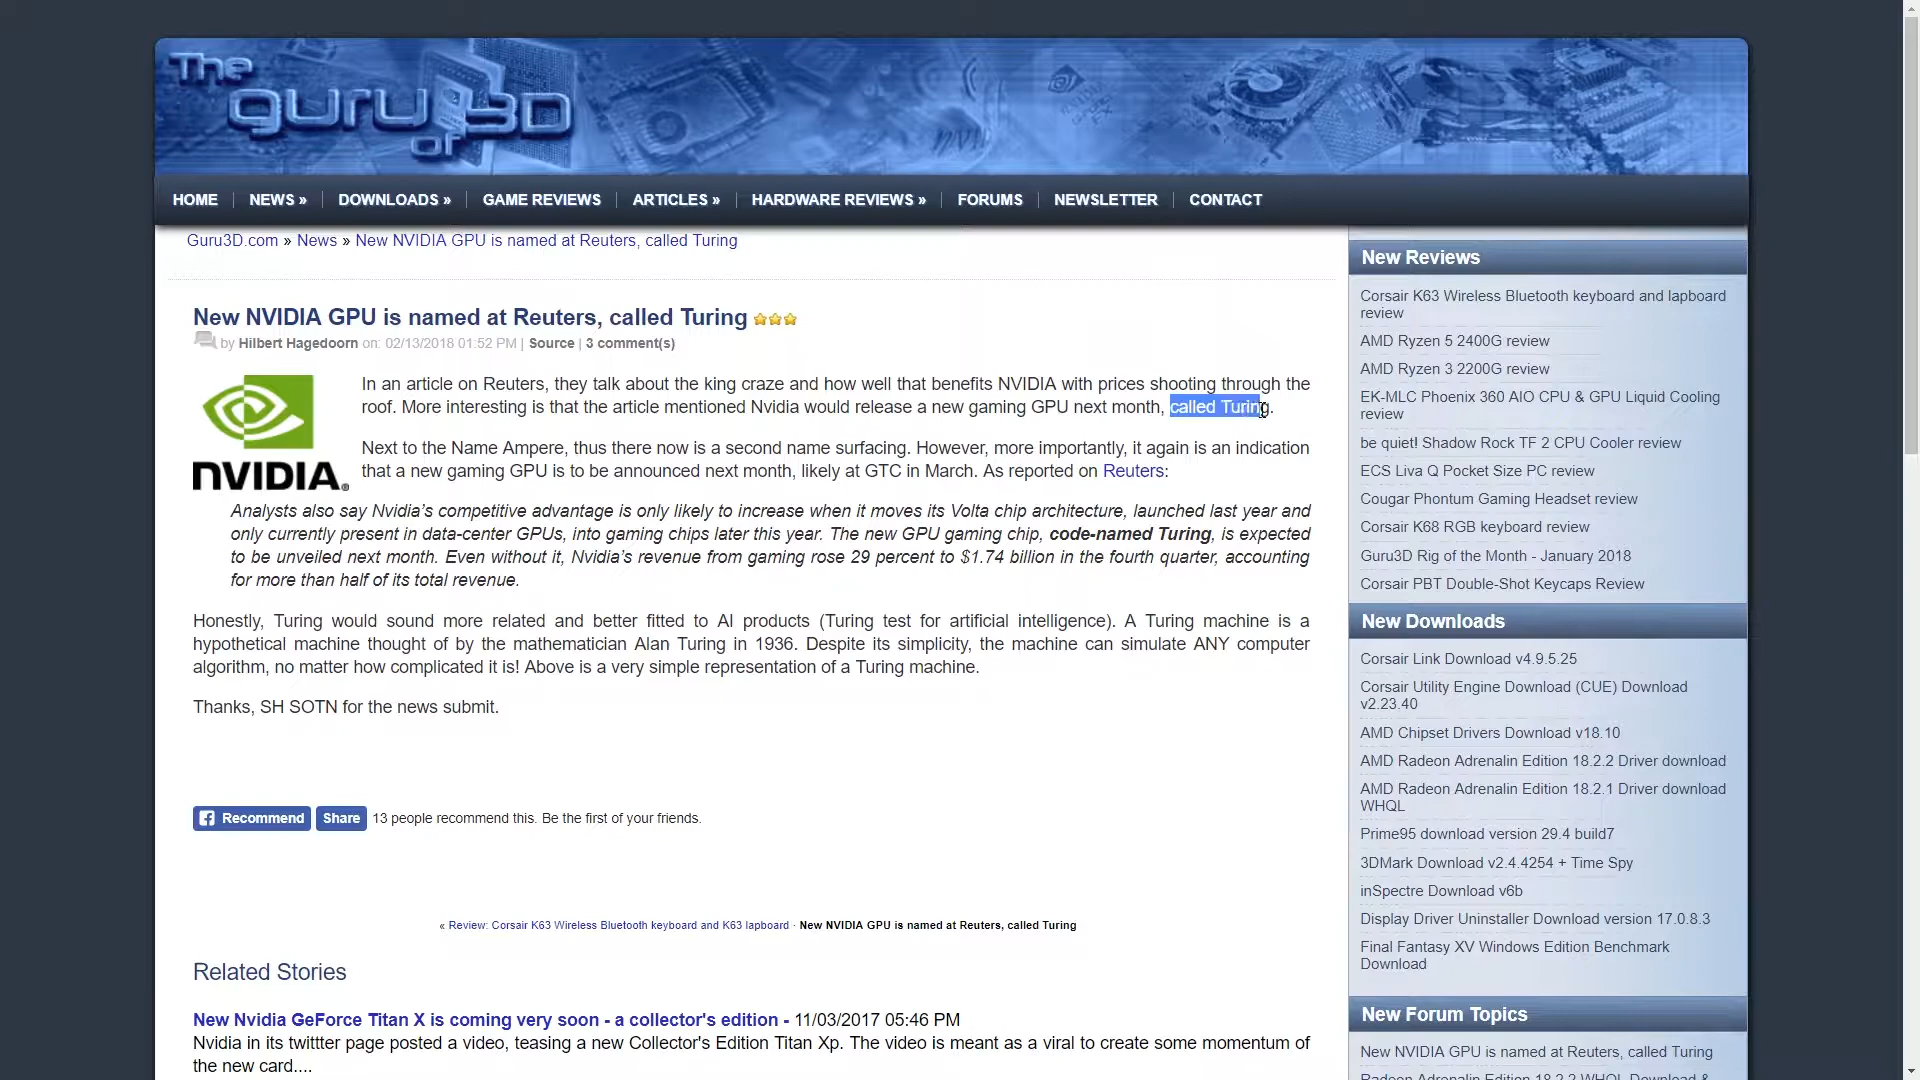 The
guru
of 3D
HOME
NEWS »
DOWNLOADS »
GAME REVIEWS
ARTICLES »
HARDWARE REVIEWS »
FORUMS
NEWSLETTER
CONTACT
Guru3D.com » News » New NVIDIA GPU is named at Reuters, called Turing
New NVIDIA GPU is named at Reuters, called Turing
by Hilbert Hagedoorn on: 02/13/2018 01:52 PM | Source | 3 comment(s)
NVIDIA®
In an article on Reuters, they talk about the king craze and how well that benefits NVIDIA with prices shooting through the
roof. More interesting is that the article mentioned Nvidia would release a new gaming GPU next month, called Turing.
Next to the Name Ampere, thus there now is a second name surfacing. However, more importantly, it again is an indication
that a new gaming GPU is to be announced next month, likely at GTC in March. As reported on Reuters:
Analysts also say Nvidia’s competitive advantage is only likely to increase when it moves its Volta chip architecture, launched last year and
only currently present in data-center GPUs, into gaming chips later this year. The new GPU gaming chip, code-named Turing, is expected
to be unveiled next month. Even without it, Nvidia’s revenue from gaming rose 29 percent to $1.74 billion in the fourth quarter, accounting
for more than half of its total revenue.
Honestly, Turing would sound more related and better fitted to AI products (Turing test for artificial intelligence). A Turing machine is a
hypothetical machine thought of by the mathematician Alan Turing in 1936. Despite its simplicity, the machine can simulate ANY computer
algorithm, no matter how complicated it is! Above is a very simple representation of a Turing machine.
Thanks, SH SOTN for the news submit.
Recommend
Share
13 people recommend this. Be the first of your friends.
« Review: Corsair K63 Wireless Bluetooth keyboard and K63 lapboard · New NVIDIA GPU is named at Reuters, called Turing
Related Stories
New Nvidia GeForce Titan X is coming very soon - a collector's edition - 11/03/2017 05:46 PM
Nvidia in its twittter page posted a video, teasing a new Collector's Edition Titan Xp. The video is meant as a viral to create some momentum of
the new card....
New Reviews
Corsair K63 Wireless Bluetooth keyboard and lapboard
review
AMD Ryzen 5 2400G review
AMD Ryzen 3 2200G review
EK-MLC Phoenix 360 AIO CPU & GPU Liquid Cooling
review
be quiet! Shadow Rock TF 2 CPU Cooler review
ECS Liva Q Pocket Size PC review
Cougar Phontum Gaming Headset review
Corsair K68 RGB keyboard review
Guru3D Rig of the Month - January 2018
Corsair PBT Double-Shot Keycaps Review
New Downloads
Corsair Link Download v4.9.5.25
Corsair Utility Engine Download (CUE) Download
v2.23.40
AMD Chipset Drivers Download v18.10
AMD Radeon Adrenalin Edition 18.2.2 Driver download
AMD Radeon Adrenalin Edition 18.2.1 Driver download
WHQL
Prime95 download version 29.4 build7
3DMark Download v2.4.4254 + Time Spy
inSpectre Download v6b
Display Driver Uninstaller Download version 17.0.8.3
Final Fantasy XV Windows Edition Benchmark
Download
New Forum Topics
New NVIDIA GPU is named at Reuters, called Turing
Radeon Adrenalin Edition 18.2.2 WHQL Download &